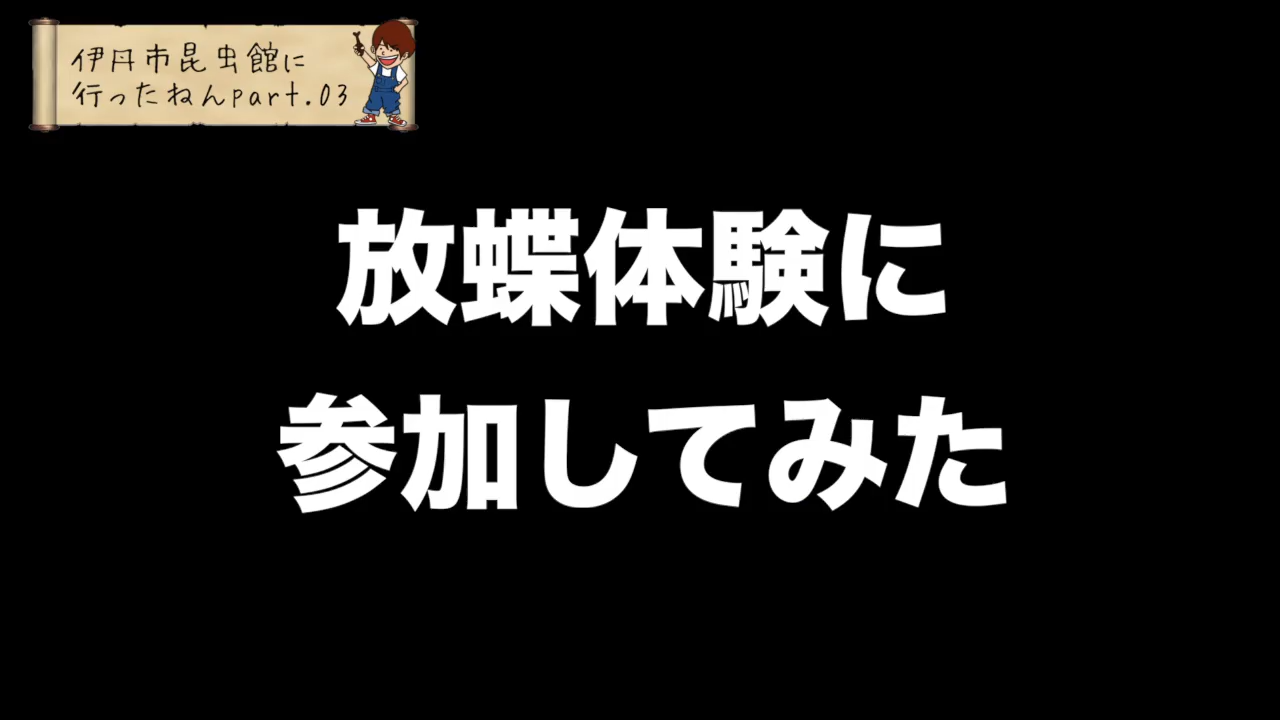 伊丹市昆虫館に
行ったねんpart.03
放蝶体験に
参加してみた